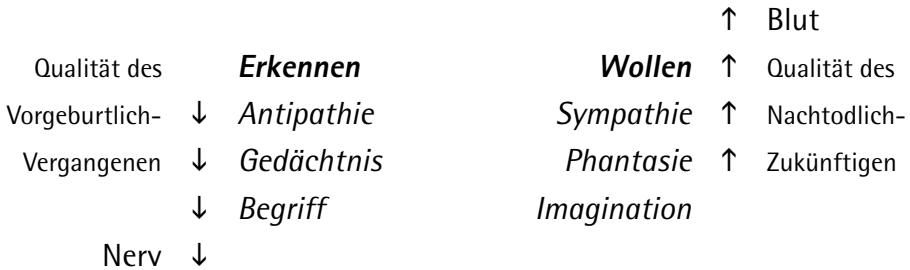 ↑ Blut
Qualität des Erkennen Wollen ↑ Qualität des
Vorgeburtlich- ↓ Antipathie Sympathie ↑ Nachtodlich-
Vergangenen ↓ Gedächtnis Phantasie ↑ Zukünftigen
↓ Begriff Imagination
Nerv ↓